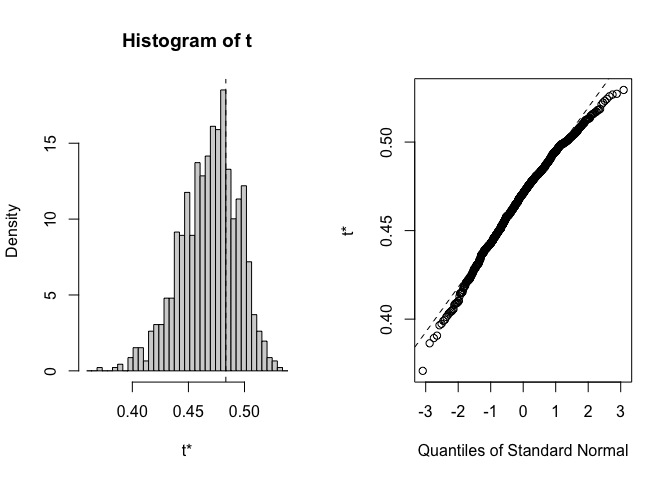 Histogram of t
Density
0
5
10
15
0.40 0.45 0.50
t*
t*
0.40
0.45
0.50
-3 -2 -1 0 1 2 3
Quantiles of Standard Normal